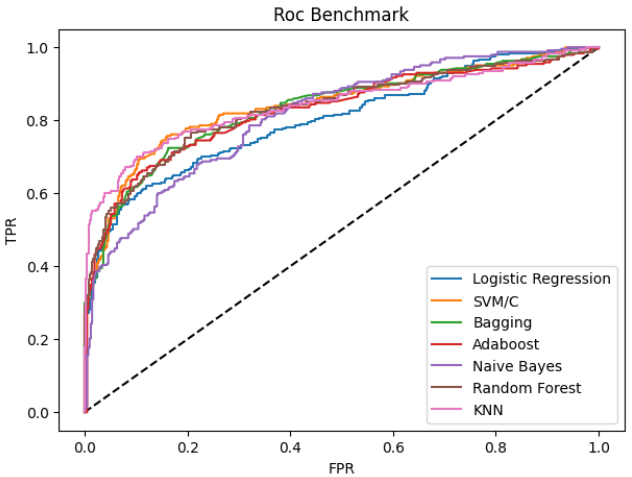 Roc Benchmark
1.0
0.8
0.6
0.4
0.2
0.0
TPR
0.0
0.2
0.4
0.6
0.8
1.0
FPR
Logistic Regression
SVM/C
Bagging
Adaboost
Naive Bayes
Random Forest
KNN